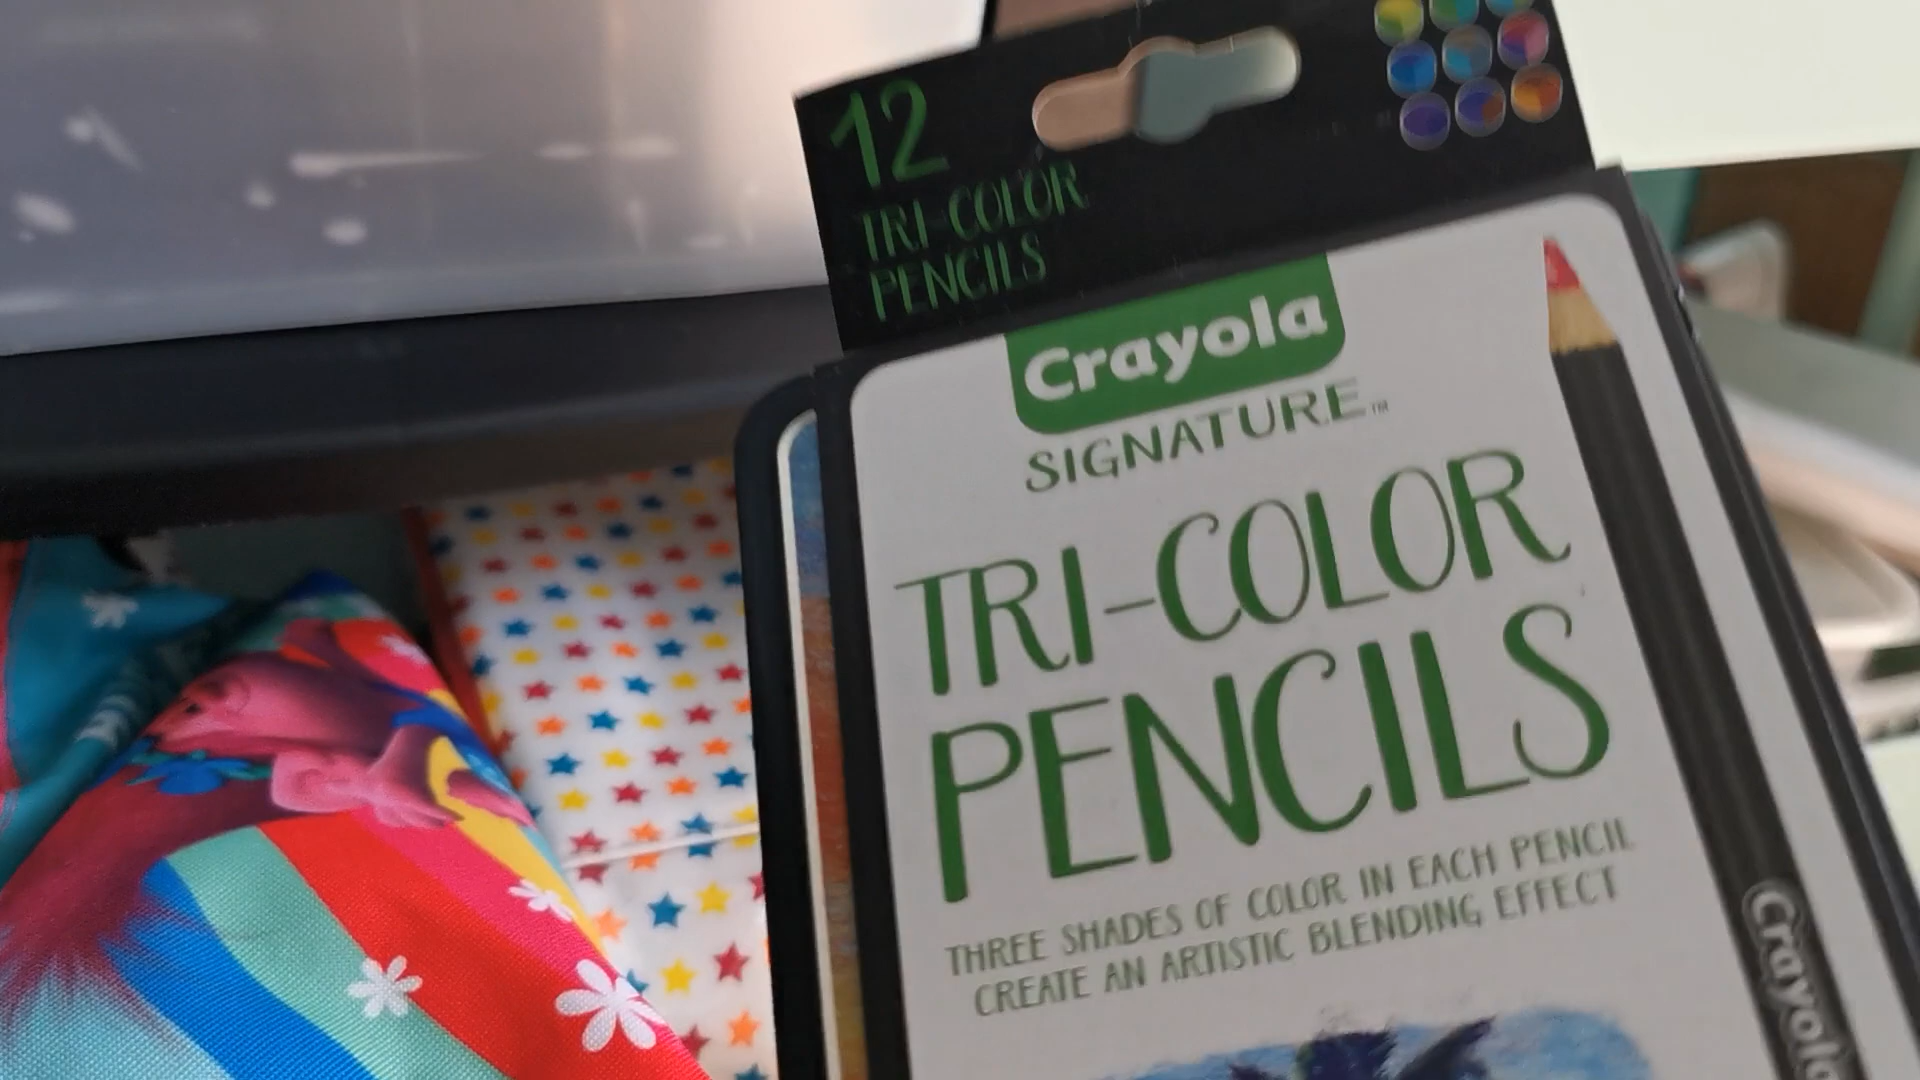 12
TRI-COLOR
PENCILS
Crayola
SIGNATURE™
TRI-COLOR
PENCILS
THREE SHADES OF COLOR IN EACH PENCIL
CREATE AN ARTISTIC BLENDING EFFECT
Crayola